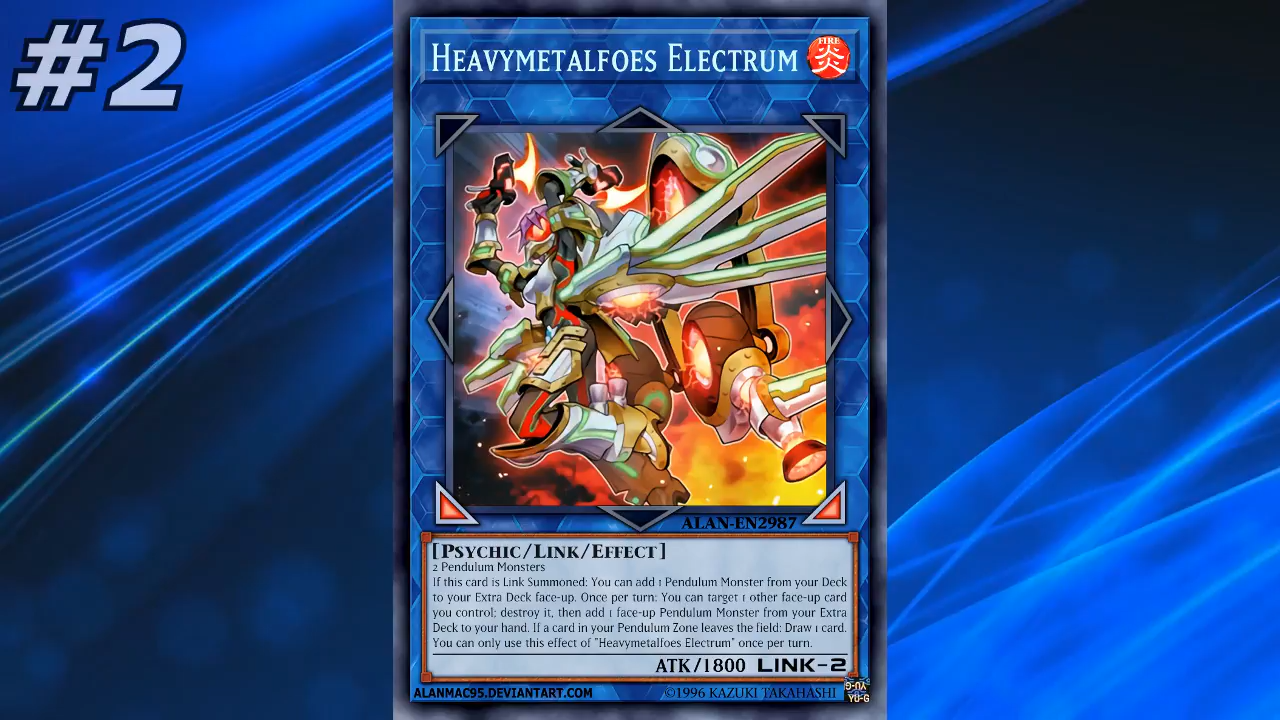 #2
HEAVYMETALFOES ELECTRUM
FIRE
炎
ALAN-EN2987
[PSYCHIC/LINK/EFFECT]
2 Pendulum Monsters
If this card is Link Summoned: You can add 1 Pendulum Monster from your Deck
to your Extra Deck face-up. Once per turn: You can target 1 other face-up card
you control; destroy it, then add 1 face-up Pendulum Monster from your Extra
Deck to your hand. If a card in your Pendulum Zone leaves the field: Draw 1 card.
You can only use this effect of "Heavymetalfoes Electrum" once per turn.
ATK/1800 LINK-2
ALANMAC95.DEVIANTART.COM
©1996 KAZUKI TAKAHASHI
YU-G
YU-G